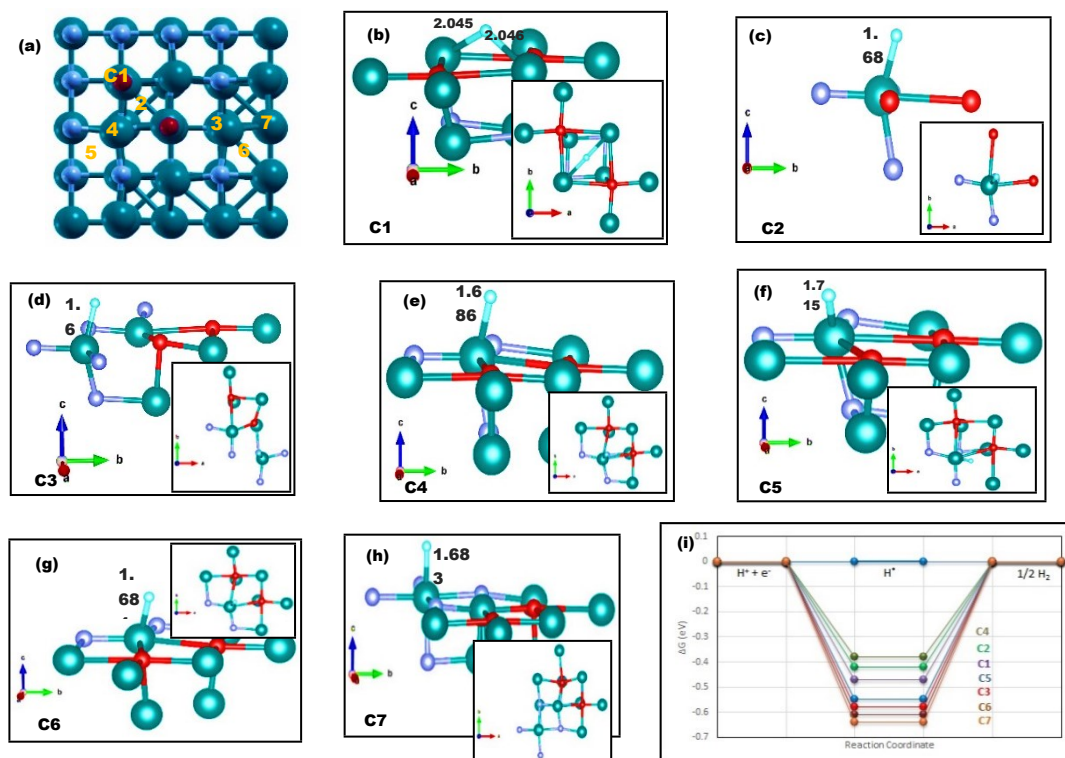 (a)
C1
2
4
3
7
5
6
(b)
2.045
2.046
c
a
b
b
a
C1
(c)
1.
68
c
a
b
b
a
C2
(d)
1.
6
c
a
b
b
a
C3
(e)
1.6
86
c
b
C4
(f)
1.7
15
c
b
C5
(g)
1.
68
c
b
C6
(h)
1.68
3
c
b
C7
(i)
0.1
0
-0.1
-0.2
-0.3
-0.4
-0.5
-0.6
-0.7
ΔG (eV)
H⁺ + e⁻
H*
1/2 H₂
C4
C2
C1
C5
C3
C6
C7
Reaction Coordinate